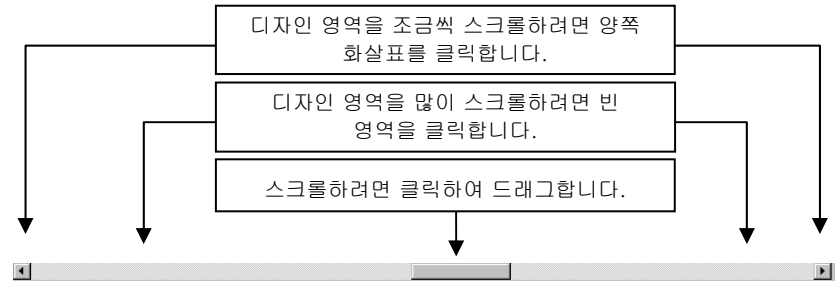 디자인 영역을 조금씩 스크롤하려면 양쪽
화살표를 클릭합니다.
디자인 영역을 많이 스크롤하려면 빈
영역을 클릭합니다.
스크롤하려면 클릭하여 드래그합니다.